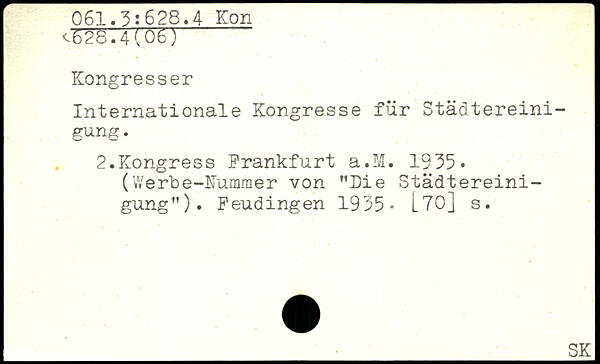 061.3:628.4 Kon
628.4(06)
Kongresser
Internationale Kongresse für Städtereini-
gung.
2.Kongress Frankfurt a.M. 1935.
(Werbe-Nummer von "Die Städtereini-
gung"). Feudingen 1935. [70] s.
SK